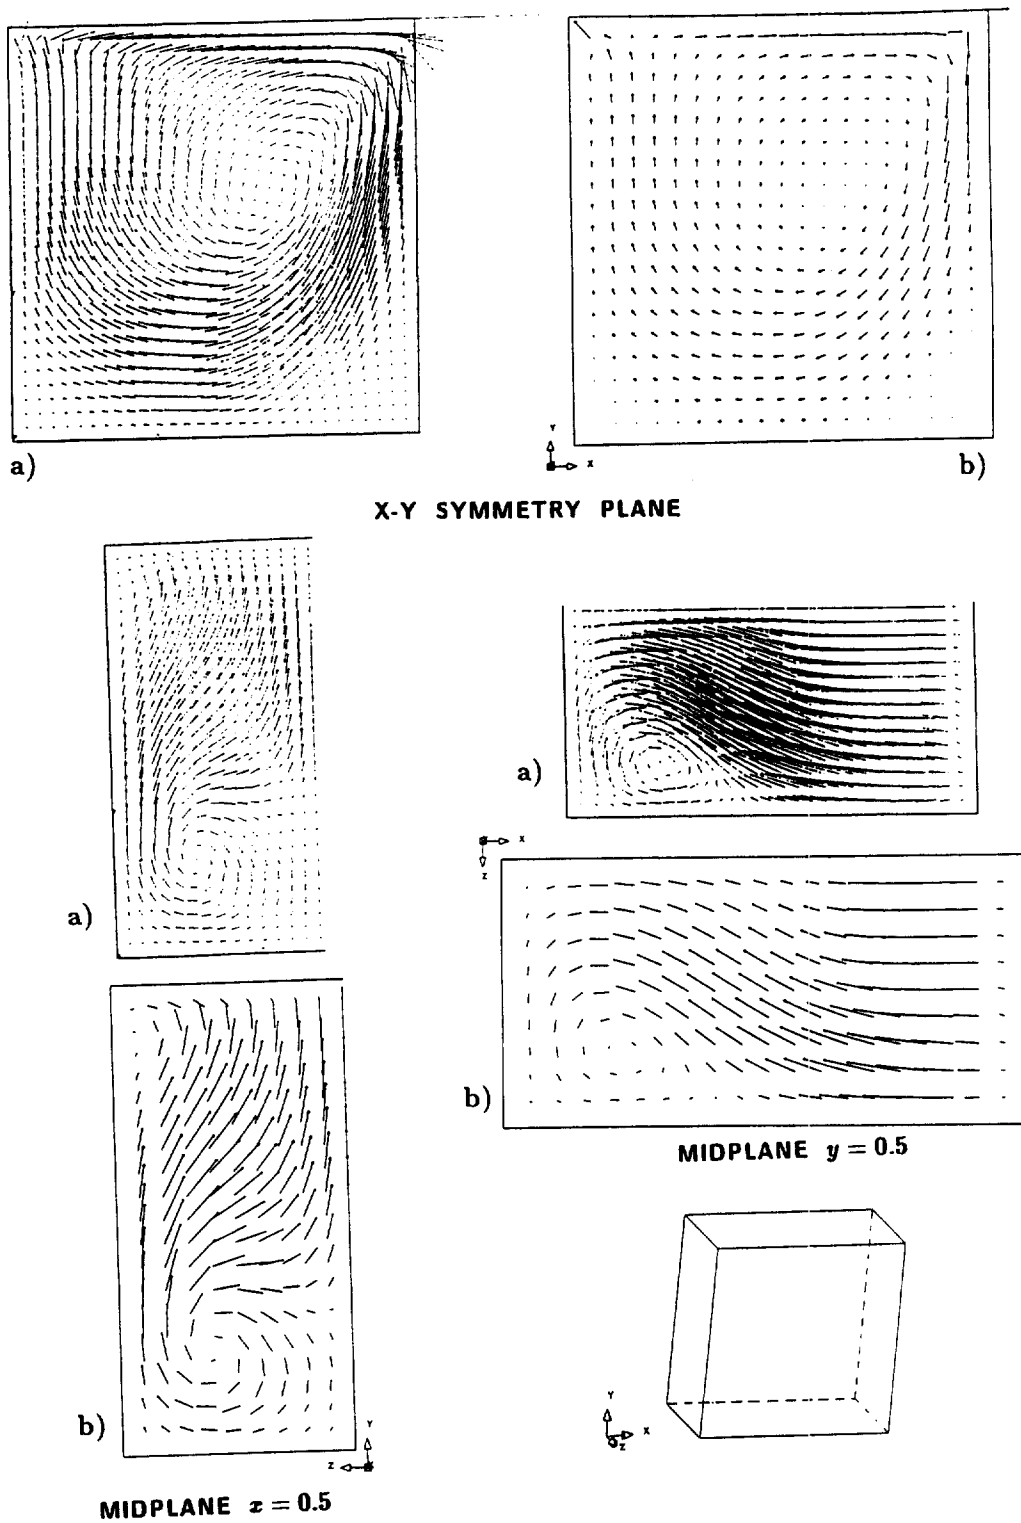 a)
Y
X
b)
X-Y SYMMETRY PLANE
a)
a)
X
Z
b)
MIDPLANE y = 0.5
b)
Y
Z
MIDPLANE x = 0.5
Y
X
Z